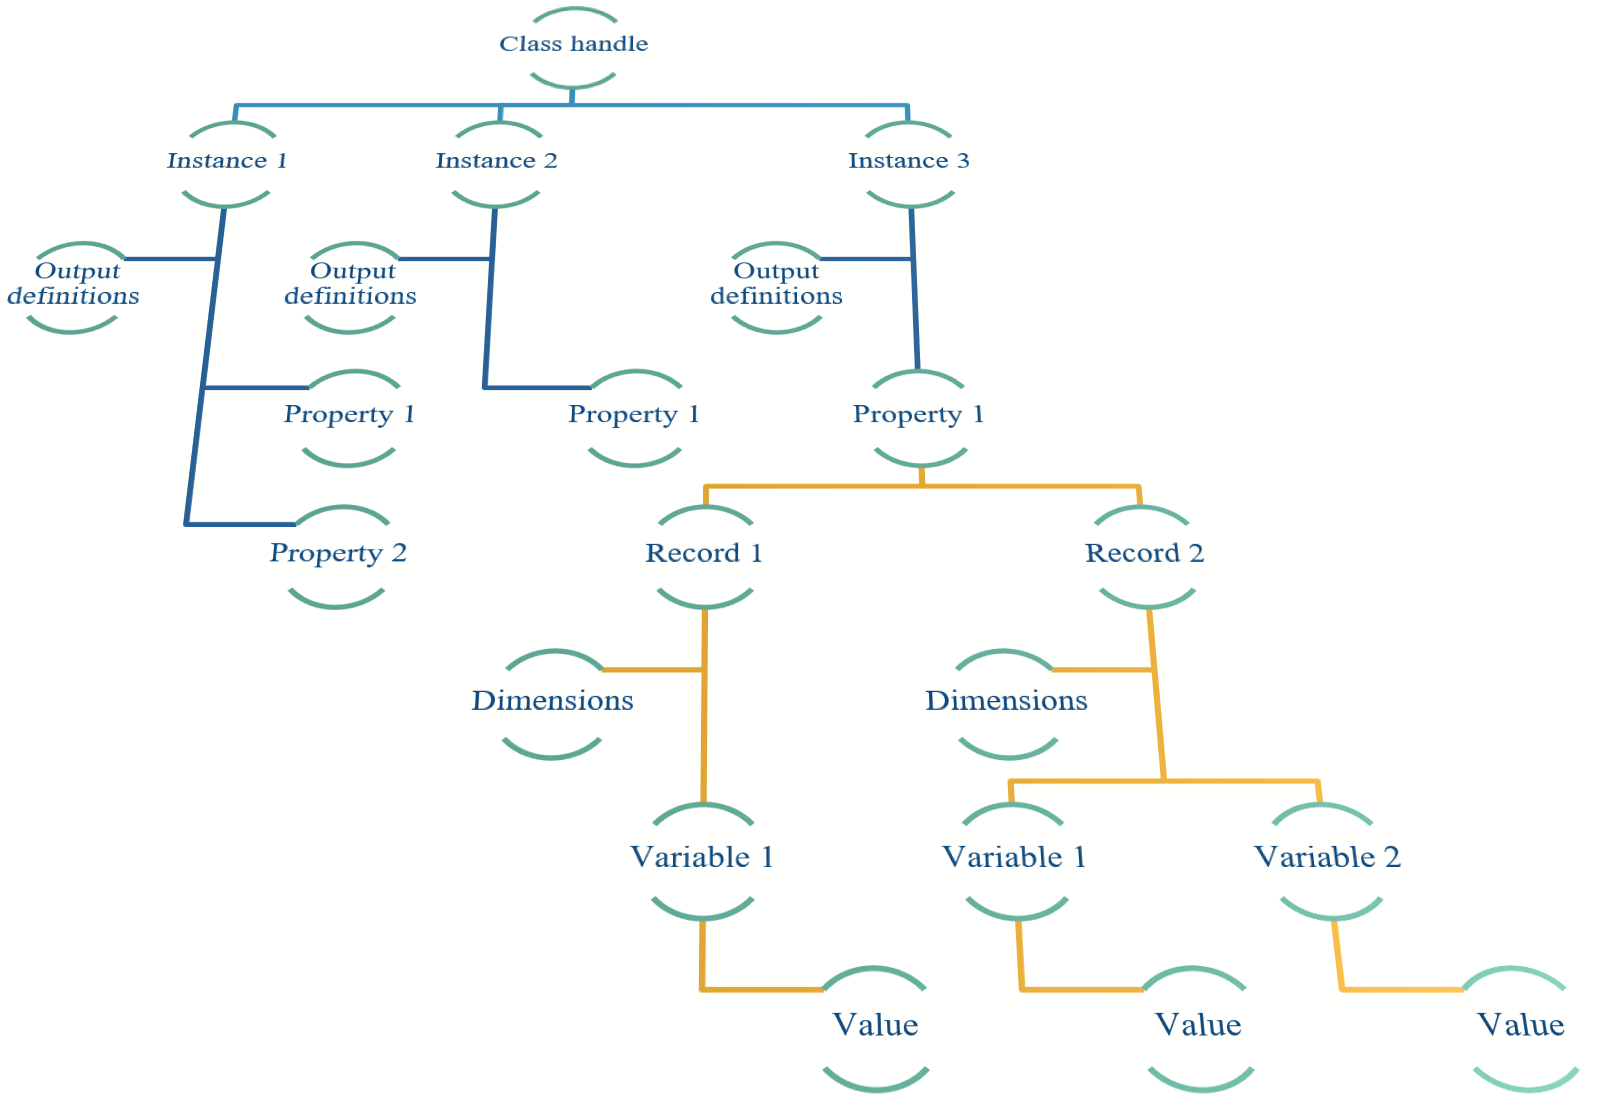 Class handle
Instance 1
Instance 2
Instance 3
Output
definitions
Output
definitions
Output
definitions
Property 1
Property 1
Property 1
Property 2
Record 1
Record 2
Dimensions
Dimensions
Variable 1
Variable 1
Variable 2
Value
Value
Value